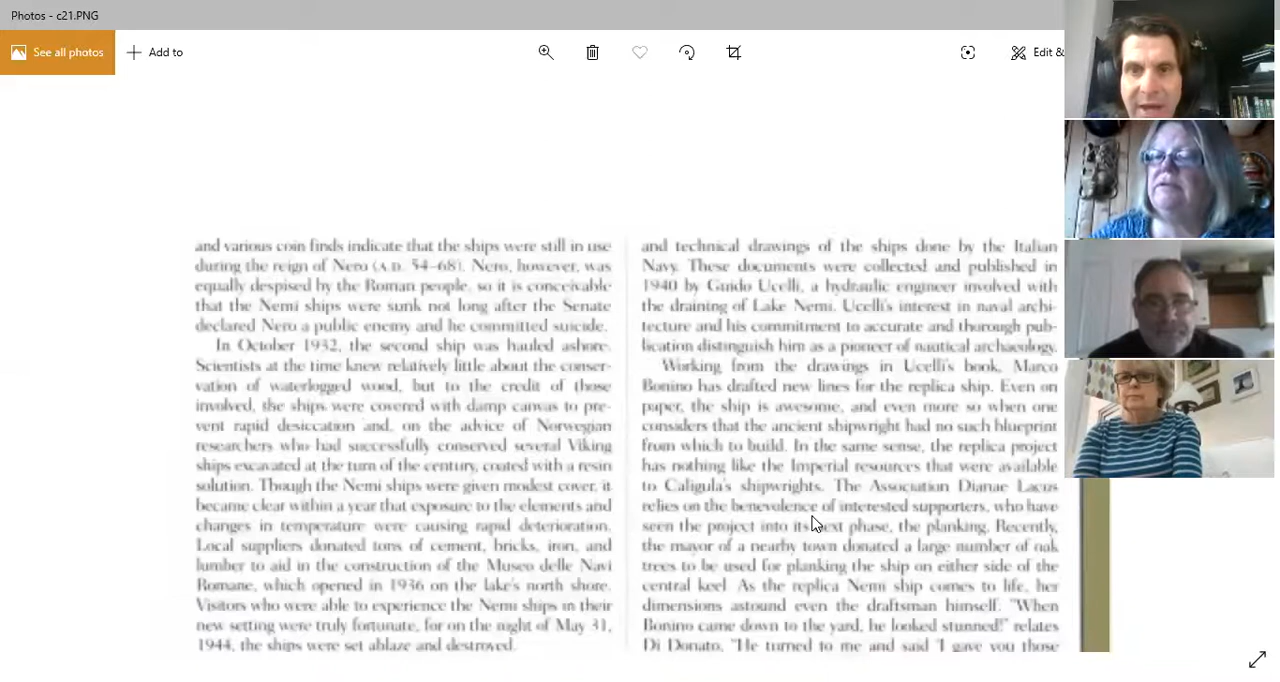 Photos - c21.PNG
See all photos
Add to
Edit &
and various coin finds indicate that the ships were still in use
during the reign of Nero (A.D. 54–68). Nero, however, was
equally despised by the Roman people, so it is conceivable
that the Nemi ships were sunk not long after the Senate
declared Nero a public enemy and he committed suicide.
In October 1932, the second ship was hauled ashore.
Scientists at the time knew relatively little about the conser-
vation of waterlogged wood, but to the credit of those
involved, the ships were covered with damp canvas to pre-
vent rapid desiccation and, on the advice of Norwegian
researchers who had successfully conserved several Viking
ships excavated at the turn of the century, coated with a resin
solution. Though the Nemi ships were given modest cover, it
became clear within a year that exposure to the elements and
changes in temperature were causing rapid deterioration.
Local suppliers donated tons of cement, bricks, iron, and
lumber to aid in the construction of the Museo delle Navi
Romane, which opened in 1936 on the lake's north shore.
Visitors who were able to experience the Nemi ships in their
new setting were truly fortunate, for on the night of May 31,
1944, the ships were set ablaze and destroyed.
and technical drawings of the ships done by the Italian
Navy. These documents were collected and published in
1940 by Guido Ucelli, a hydraulic engineer involved with
the draining of Lake Nemi. Ucelli's interest in naval archi-
tecture and his commitment to accurate and thorough pub-
lication distinguish him as a pioneer of nautical archaeology.
Working from the drawings in Ucelli's book, Marco
Bonino has drafted new lines for the replica ship. Even on
paper, the ship is awesome, and even more so when one
considers that the ancient shipwright had no such blueprint
from which to build. In the same sense, the replica project
has nothing like the Imperial resources that were available
to Caligula's shipwrights. The Association Dianae Lacus
relies on the benevolence of interested supporters, who have
seen the project into its next phase, the planking. Recently,
the mayor of a nearby town donated a large number of oak
trees to be used for planking the ship on either side of the
central keel. As the replica Nemi ship comes to life, her
dimensions astound even the draftsman himself. "When
Bonino came down to the yard, he looked stunned!" relates
Di Donato, "He turned to me and said 'I gave you those